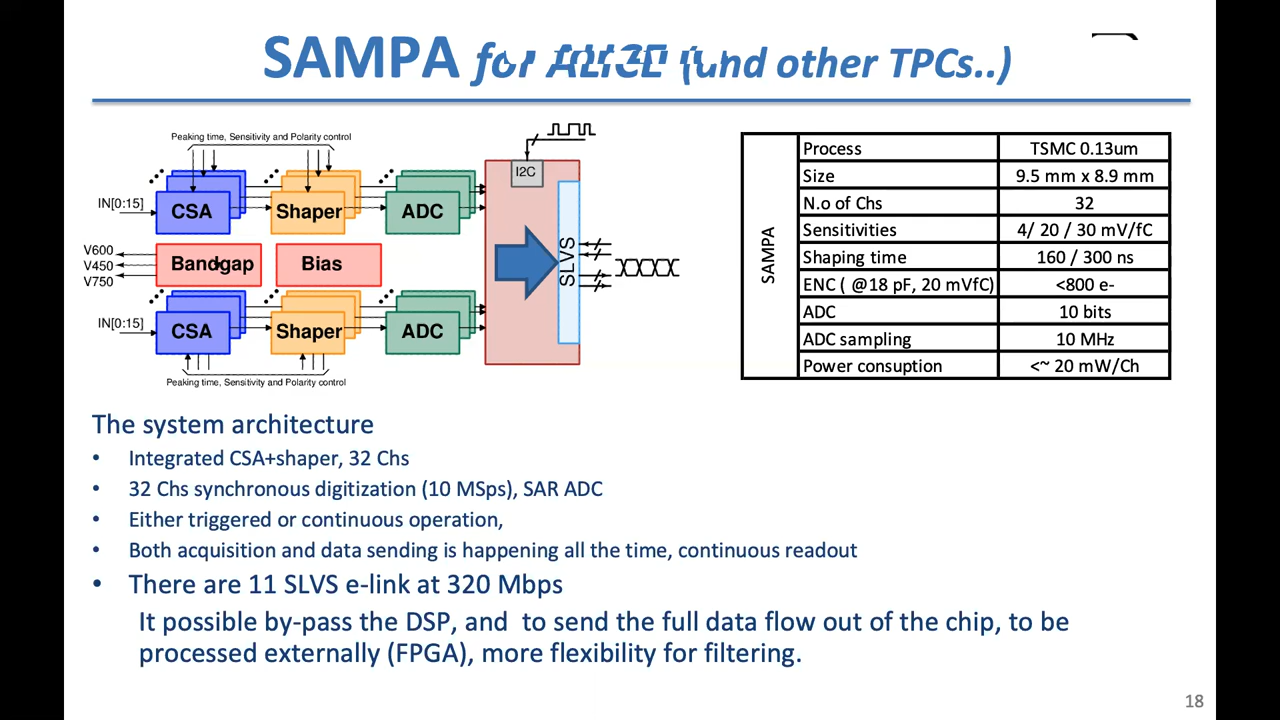 SAMPA for ALICE (and other TPCs..)
Peaking time, Sensitivity and Polarity control
I2C
IN[0:15]
CSA
Shaper
ADC
V600
V450
V750
Bandgap
Bias
SLVS
IN[0:15]
CSA
Shaper
ADC
Peaking time, Sensitivity and Polarity control
SAMPA
Process TSMC 0.13um
Size 9.5 mm x 8.9 mm
N.o of Chs 32
Sensitivities 4/ 20 / 30 mV/fC
Shaping time 160 / 300 ns
ENC ( @18 pF, 20 mVfC) <800 e-
ADC 10 bits
ADC sampling 10 MHz
Power consuption <~ 20 mW/Ch
The system architecture
• Integrated CSA+shaper, 32 Chs
• 32 Chs synchronous digitization (10 MSps), SAR ADC
• Either triggered or continuous operation,
• Both acquisition and data sending is happening all the time, continuous readout
• There are 11 SLVS e-link at 320 Mbps
It possible by-pass the DSP, and to send the full data flow out of the chip, to be
processed externally (FPGA), more flexibility for filtering.
18